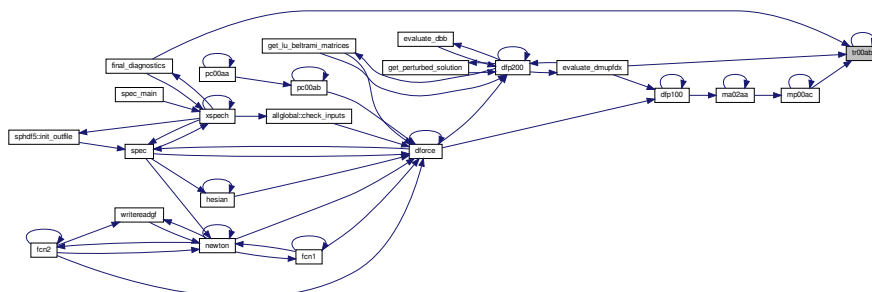 evaluate_dbb
get_lu_beltrami_matrices
tr00ab
final_diagnostics
get_perturbed_solution
dfp200
evaluate_dmupfdx
pc00aa
pc00ab
spec_main
dfp100
ma02aa
mp00ac
xspech
allglobal::check_inputs
sphdf5::init_outfile
spec
dforce
hesian
writereadgf
newton
fcn2
fcn1